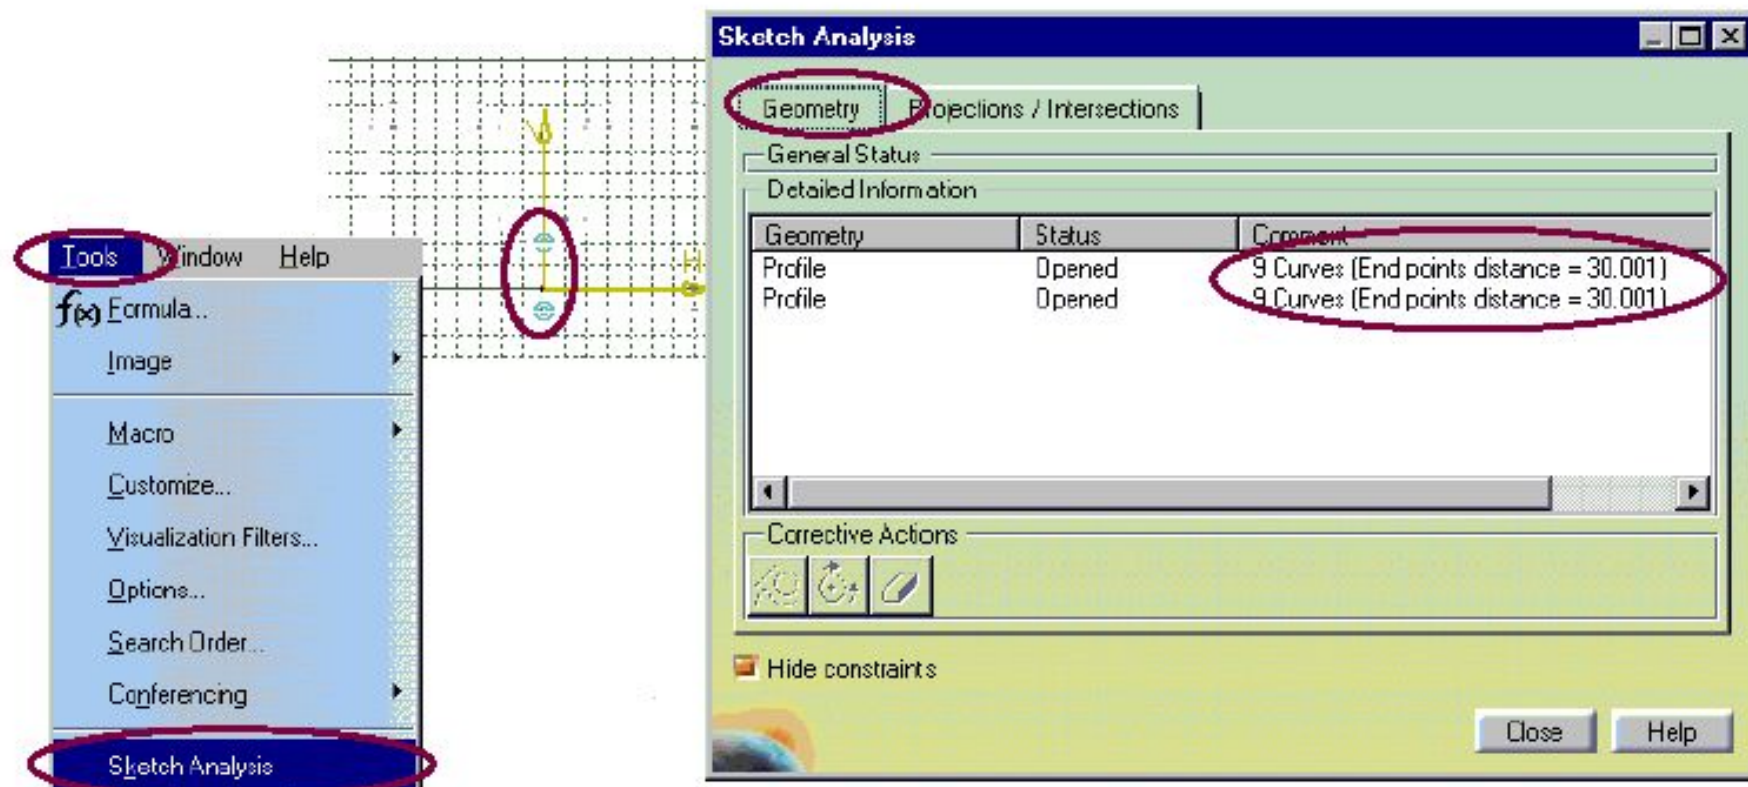 Tools Window Help
Formula...
Image
Macro
Customize...
Visualization Filters...
Options...
Search Order...
Conferencing
Sketch Analysis
V
H
Sketch Analysis
Geometry Projections / Intersections
General Status
Detailed Information
Geometry Status Comment
Profile Opened 9 Curves (End points distance = 30.001)
Profile Opened 9 Curves (End points distance = 30.001)
Corrective Actions
Hide constraints
Close Help